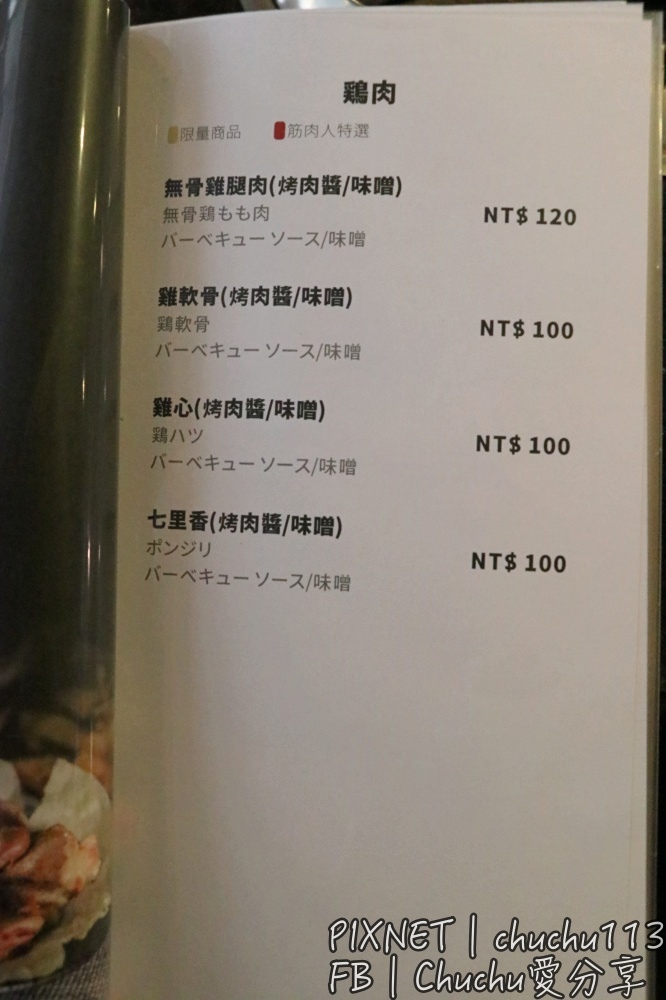 鶏肉
限量商品 筋肉人特選
無骨雞腿肉(烤肉醬/味噌)
無骨鶏もも肉
バーベキューソース/味噌
NT$ 120
雞軟骨(烤肉醬/味噌)
鶏軟骨
バーベキューソース/味噌
NT$ 100
雞心(烤肉醬/味噌)
鶏ハツ
バーベキューソース/味噌
NT$ 100
七里香(烤肉醬/味噌)
ポンジリ
バーベキューソース/味噌
NT$ 100
PIXNET | chuchu113
FB | Chuchu愛分享